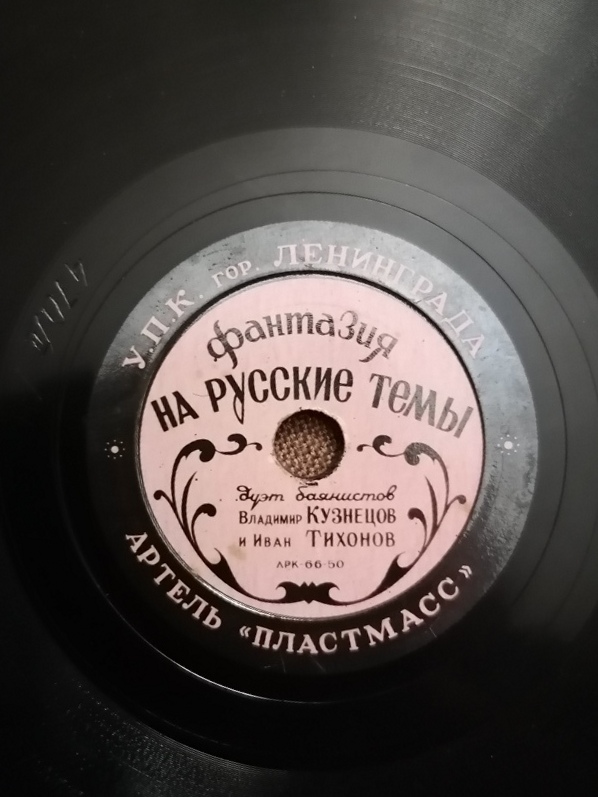 У.П.К. гор. ЛЕНИНГРАДА
фантазия
НА РУССКИЕ ТЕМЫ
Дуэт баянистов
Владимир КУЗНЕЦОВ
и Иван ТИХОНОВ
АРК-66-50
АРТЕЛЬ «ПЛАСТМАСС»